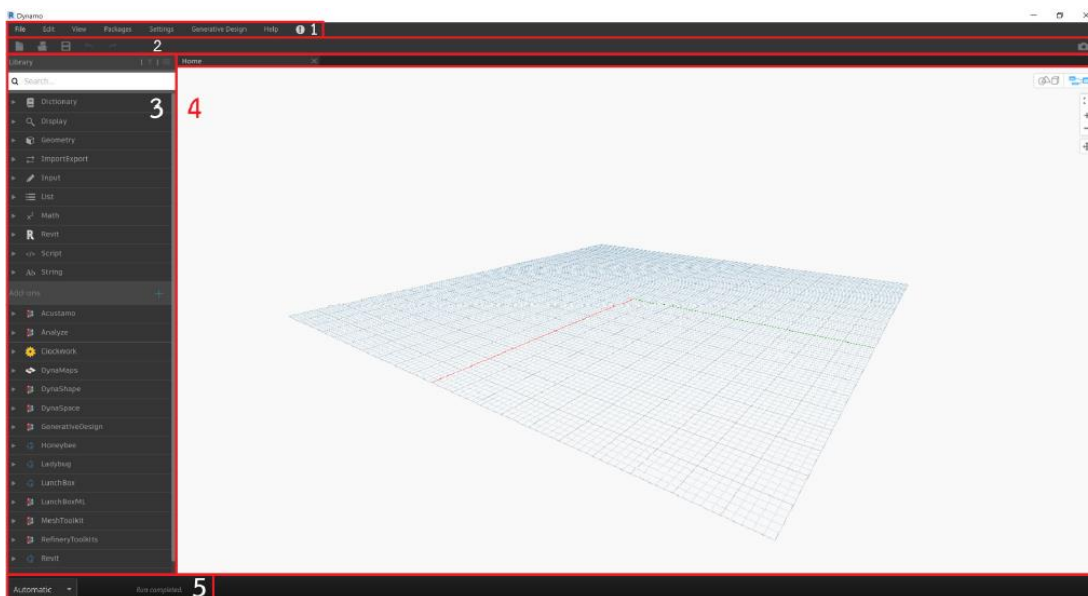 Dynamo
File Edit View Packages Settings Generative Design Help 1
2
Library
Home
Search...
3
4
Dictionary
Display
Geometry
ImportExport
Input
List
Math
Revit
Script
String
Add-ons
Acustamo
Analyze
Clockwork
DynaMaps
DynaShape
DynaSpace
GenerativeDesign
Honeybee
Ladybug
LunchBox
LunchBoxML
MeshToolkit
RefineryToolkits
Revit
Automatic Run completed. 5